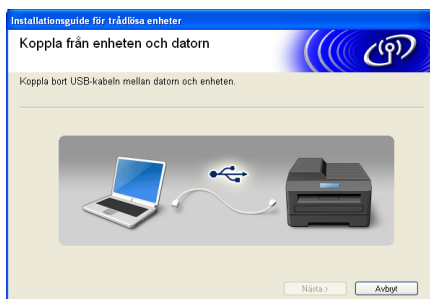 Installationsguide för trådlösa enheter
Koppla från enheten och datorn
Koppla bort USB-kabeln mellan datorn och enheten.
Nästa >
Avbryt